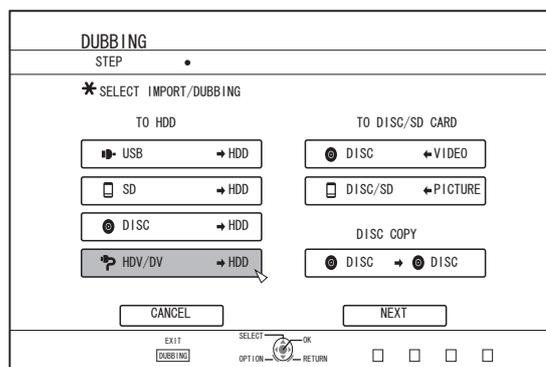 DUBBING
STEP
SELECT IMPORT/DUBBING
TO HDD
USB → HDD
SD → HDD
DISC → HDD
HDV/DV → HDD
TO DISC/SD CARD
DISC ← VIDEO
DISC/SD ← PICTURE
DISC COPY
DISC → DISC
CANCEL
NEXT
EXIT
DUBBING
SELECT
OK
OPTION
RETURN